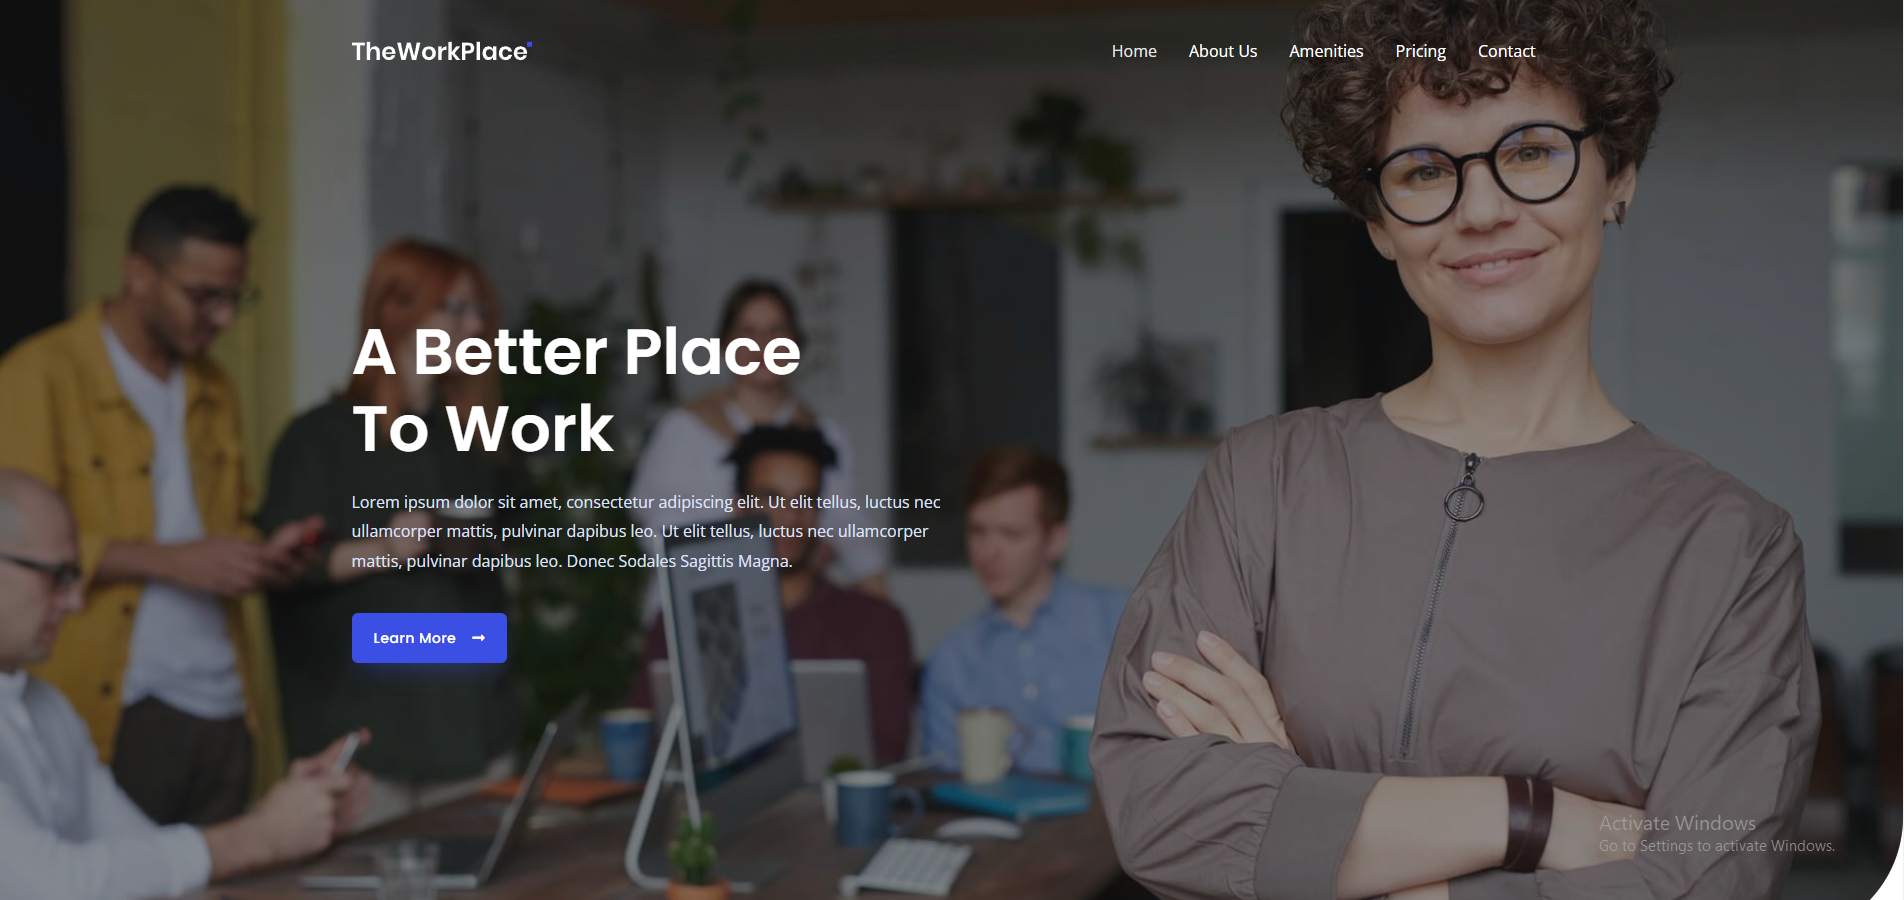 TheWorkPlace
Home About Us Amenities Pricing Contact
A Better Place
To Work
Lorem ipsum dolor sit amet, consectetur adipiscing elit. Ut elit tellus, luctus nec
ullamcorper mattis, pulvinar dapibus leo. Ut elit tellus, luctus nec ullamcorper
mattis, pulvinar dapibus leo. Donec Sodales Sagittis Magna.
Learn More
Activate Windows
Go to Settings to activate Windows.